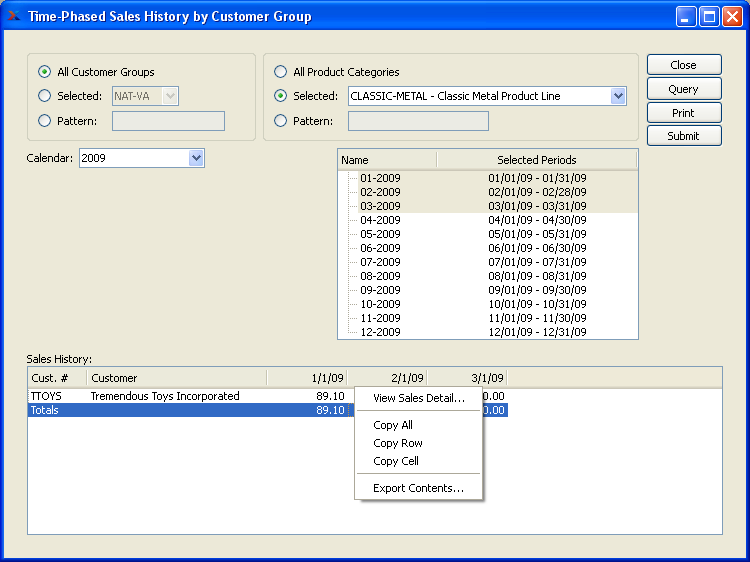 Time-Phased Sales History by Customer Group
All Customer Groups
Selected: NAT-VA
Pattern:
All Product Categories
Selected: CLASSIC-METAL - Classic Metal Product Line
Pattern:
Close
Query
Print
Submit
Calendar: 2009
Name Selected Periods
01-2009 01/01/09 - 01/31/09
02-2009 02/01/09 - 02/28/09
03-2009 03/01/09 - 03/31/09
04-2009 04/01/09 - 04/30/09
05-2009 05/01/09 - 05/31/09
06-2009 06/01/09 - 06/30/09
07-2009 07/01/09 - 07/31/09
08-2009 08/01/09 - 08/31/09
09-2009 09/01/09 - 09/30/09
10-2009 10/01/09 - 10/31/09
11-2009 11/01/09 - 11/30/09
12-2009 12/01/09 - 12/31/09
Sales History:
Cust. # Customer 1/1/09 2/1/09 3/1/09
TTOYS Tremendous Toys Incorporated 89.10 0.00
Totals 89.10 0.00
View Sales Detail...
Copy All
Copy Row
Copy Cell
Export Contents...